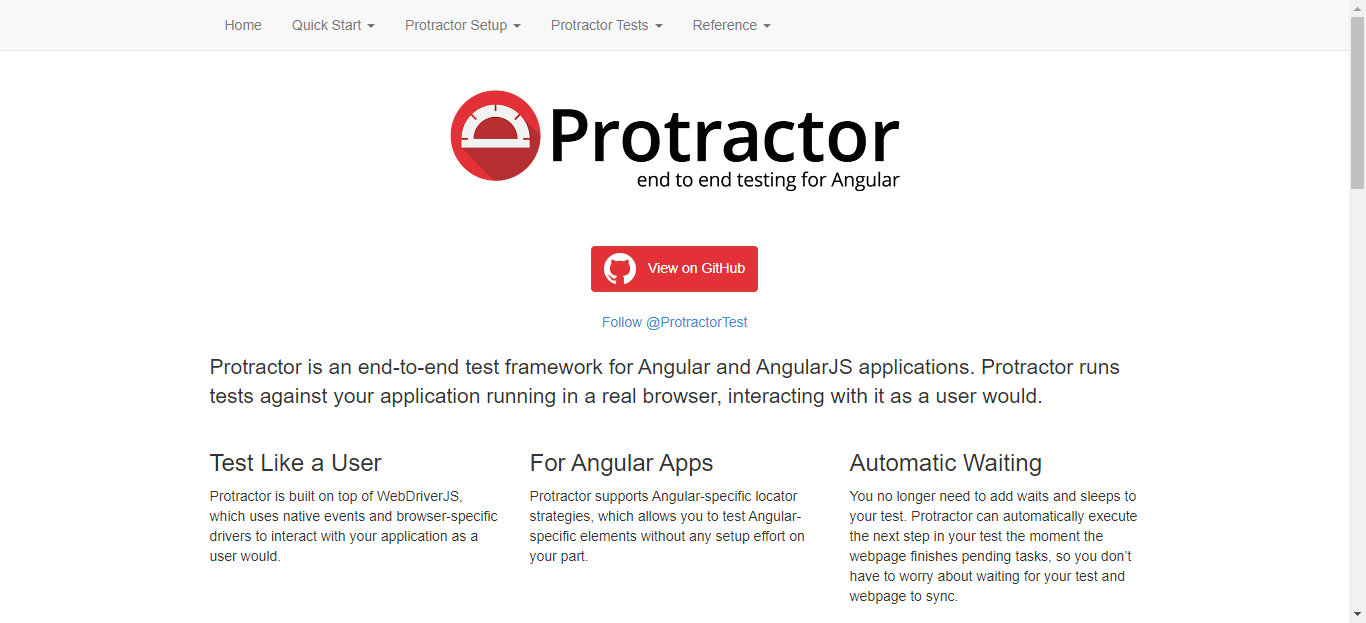 Home Quick Start Protractor Setup Protractor Tests Reference
Protractor
end to end testing for Angular
View on GitHub
Follow @ProtractorTest
Protractor is an end-to-end test framework for Angular and AngularJS applications. Protractor runs
tests against your application running in a real browser, interacting with it as a user would.
Test Like a User
Protractor is built on top of WebDriverJS,
which uses native events and browser-specific
drivers to interact with your application as a
user would.
For Angular Apps
Protractor supports Angular-specific locator
strategies, which allows you to test Angular-
specific elements without any setup effort on
your part.
Automatic Waiting
You no longer need to add waits and sleeps to
your test. Protractor can automatically execute
the next step in your test the moment the
webpage finishes pending tasks, so you don’t
have to worry about waiting for your test and
webpage to sync.